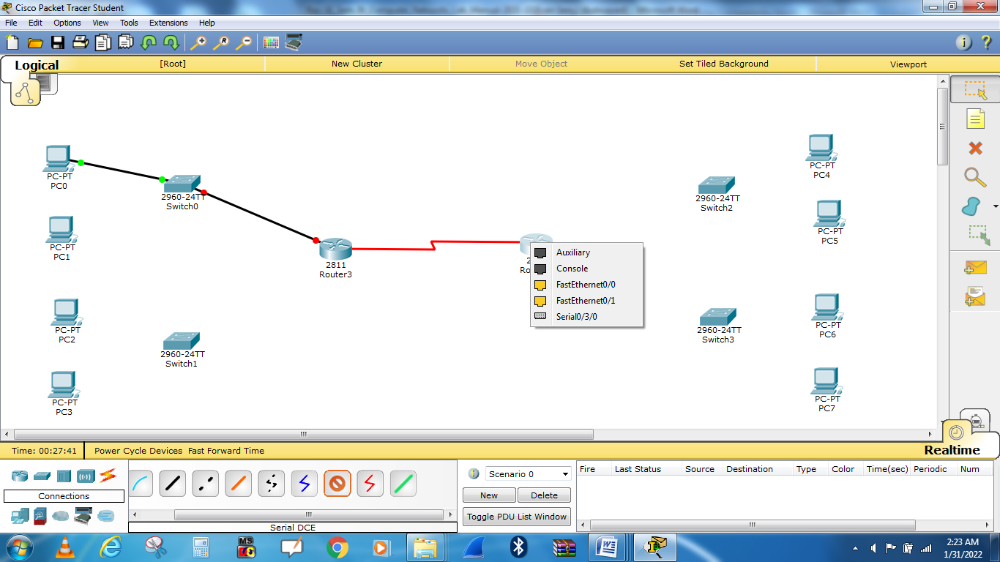 Cisco Packet Tracer Student
File Edit Options View Tools Extensions Help
Logical [Root] New Cluster Move Object Set Tiled Background Viewport
PC-PT
PC0
2960-24TT
Switch0
PC-PT
PC1
2811
Router3
PC-PT
PC2
2960-24TT
Switch1
PC-PT
PC3
Auxiliary
Console
FastEthernet0/0
FastEthernet0/1
Serial0/3/0
2960-24TT
Switch2
PC-PT
PC4
PC-PT
PC5
2960-24TT
Switch3
PC-PT
PC6
PC-PT
PC7
Time: 00:27:41 Power Cycle Devices Fast Forward Time
Realtime
Connections
Serial DCE
Scenario 0
New Delete
Toggle PDU List Window
Fire Last Status Source Destination Type Color Time(sec) Periodic Num
MS
2:23 AM
1/31/2022